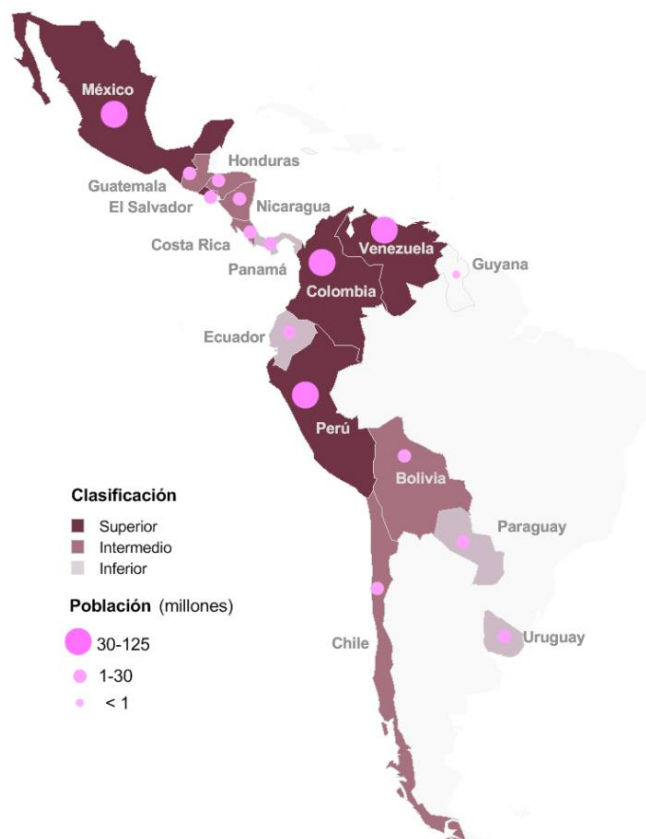 México
Honduras
Guatemala
El Salvador
Nicaragua
Costa Rica
Panamá
Venezuela
Guyana
Colombia
Ecuador
Perú
Bolivia
Paraguay
Chile
Uruguay
Clasificación
Superior
Intermedio
Inferior
Población (millones)
30-125
1-30
< 1